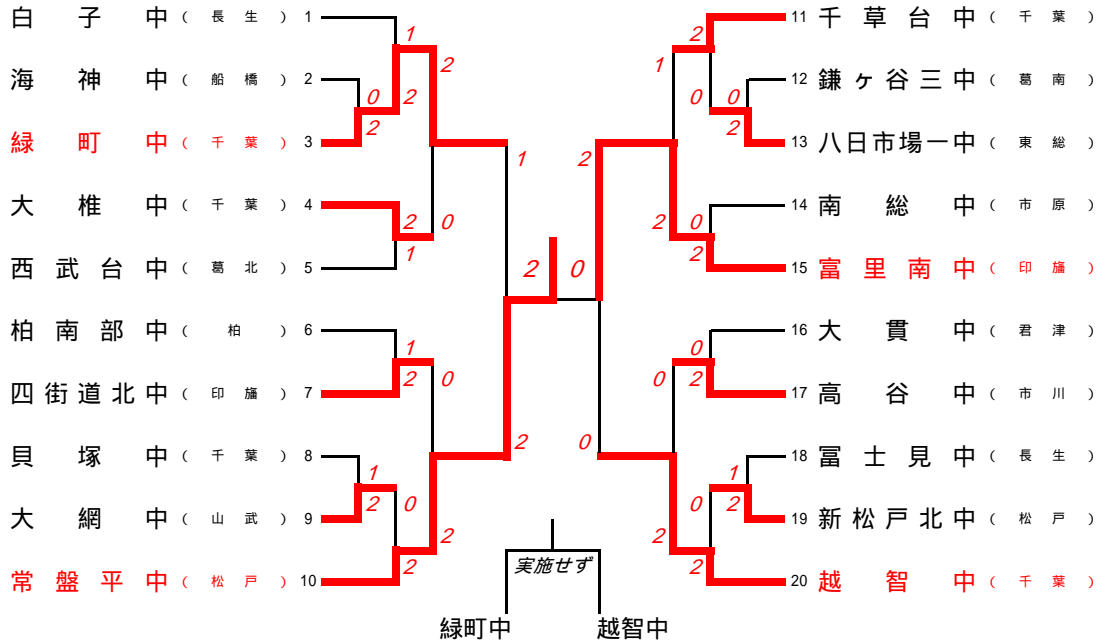 白子中（長生）1
海神中（船橋）2
緑町中（千葉）3
大椎中（千葉）4
西武台中（葛北）5
柏南部中（柏）6
四街道北中（印旛）7
貝塚中（千葉）8
大網中（山武）9
常盤平中（松戸）10
1
2
0
2
2
2
0
1
1
1
2
0
2
1
2
0
2
2
2
0
2
1
2
0
1
0
0
2
2
0
2
0
0
2
0
1
0
2
2
2
11 千草台中（千葉）
12 鎌ヶ谷三中（葛南）
13 八日市場一中（東総）
14 南総中（市原）
15 富里南中（印旛）
16 大貫中（君津）
17 高谷中（市川）
18 冨士見中（長生）
19 新松戸北中（松戸）
20 越智中（千葉）
実施せず
緑町中
越智中